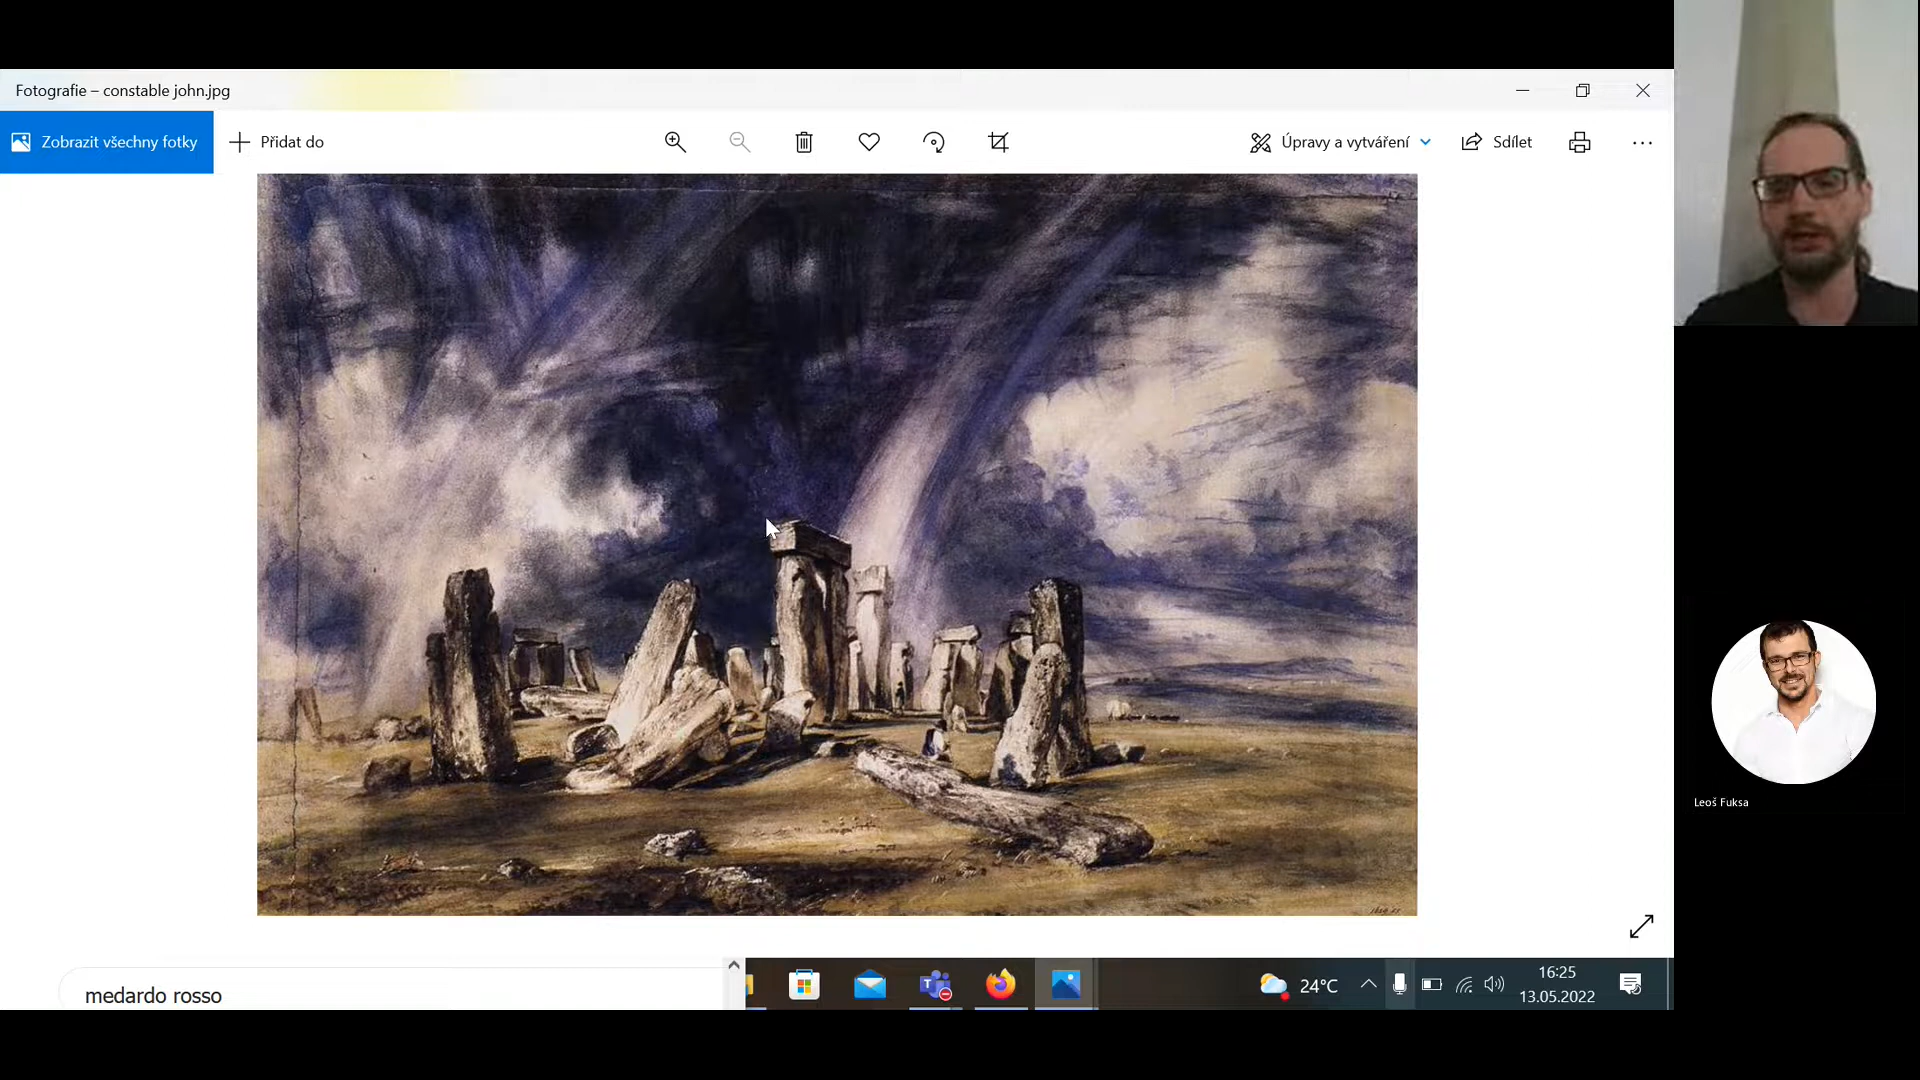 Fotografie – constable john.jpg
Zobrazit všechny fotky
Přidat do
Úpravy a vytváření
Sdílet
Leoš Fuksa
medardo rosso
24°C
16:25
13.05.2022